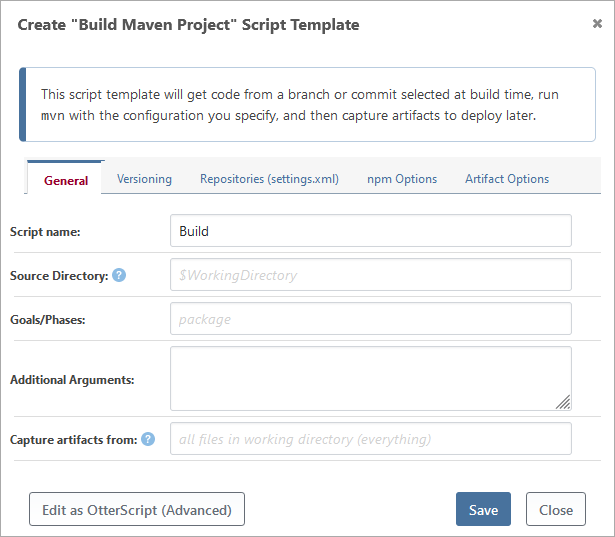 Create "Build Maven Project" Script Template
×
This script template will get code from a branch or commit selected at build time, run
mvn with the configuration you specify, and then capture artifacts to deploy later.
General Versioning Repositories (settings.xml) npm Options Artifact Options
Script name: Build
Source Directory: ? $WorkingDirectory
Goals/Phases: package
Additional Arguments:
Capture artifacts from: ? all files in working directory (everything)
Edit as OtterScript (Advanced) Save Close